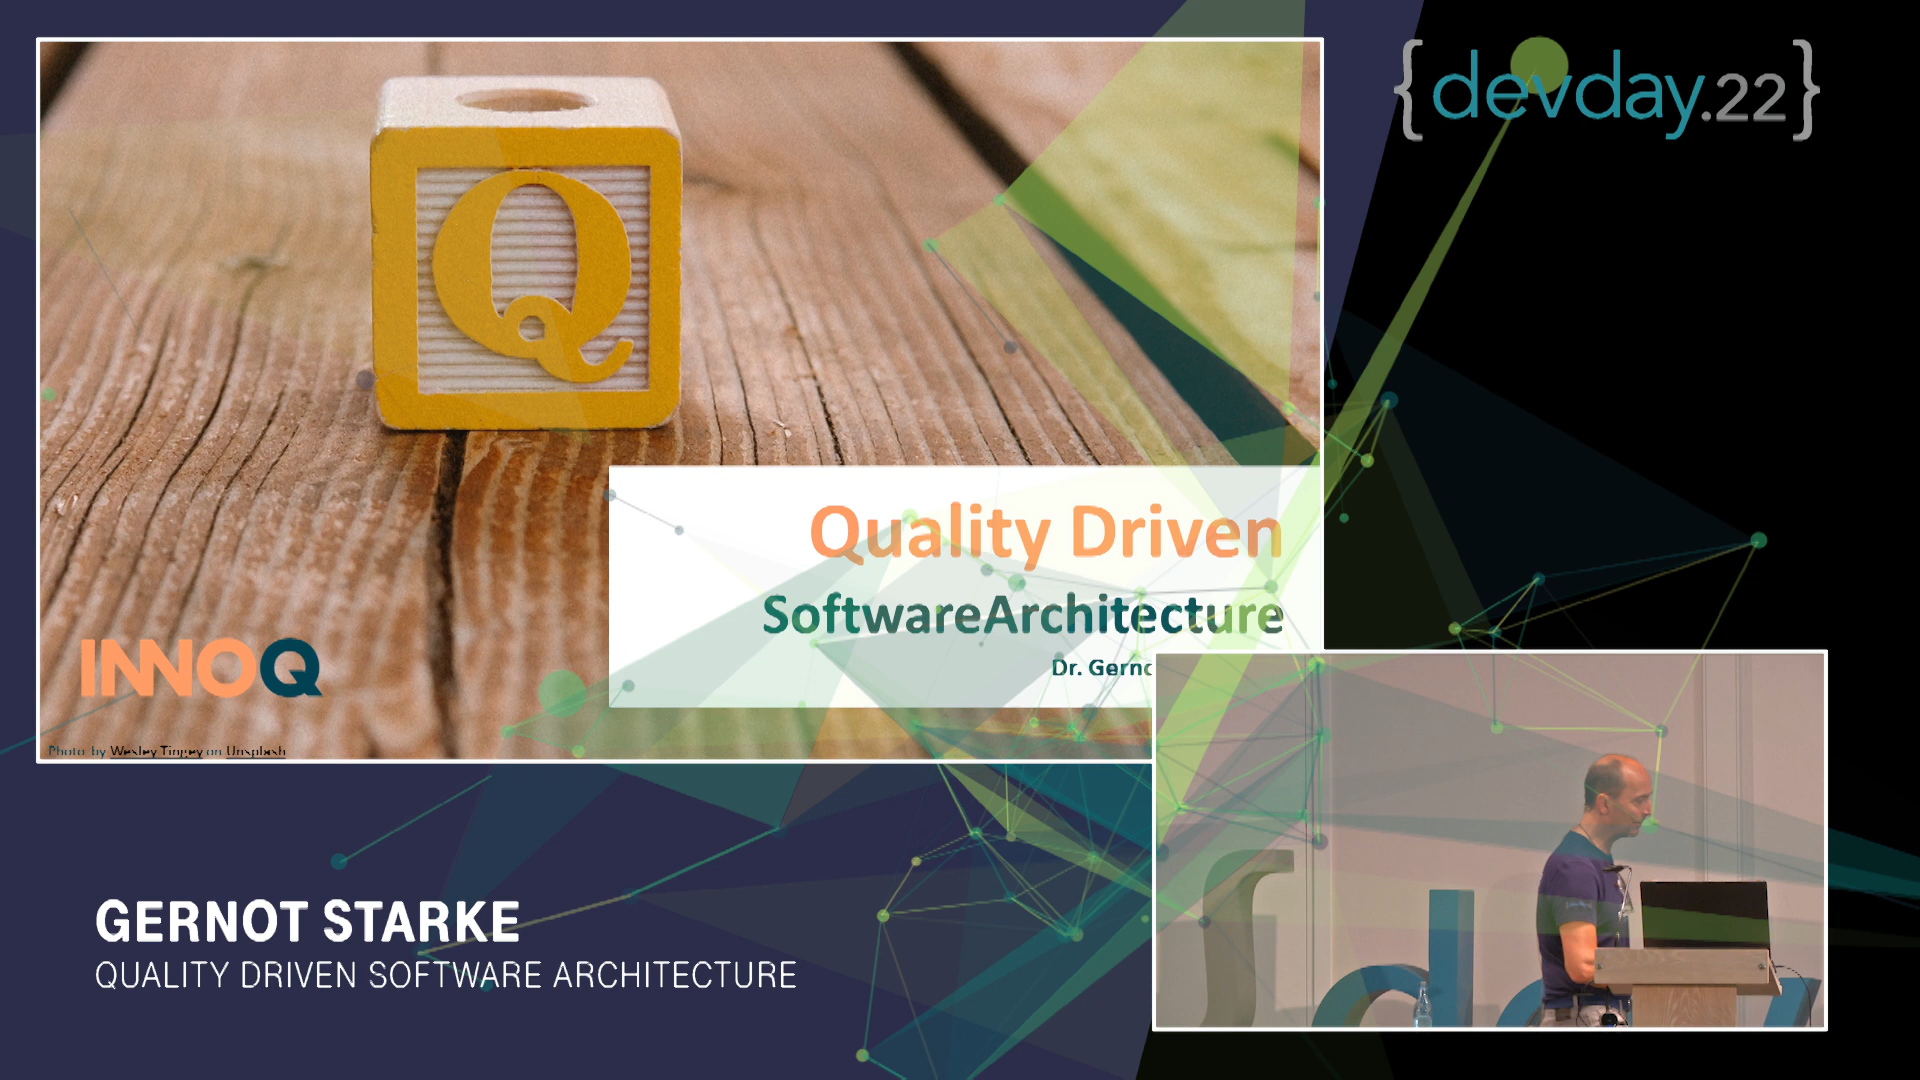 {devday.22}
Q
Quality Driven
SoftwareArchitecture
Dr. Gerno
INNOQ
Photo by Wesley Tingey on Unsplash
GERNOT STARKE
QUALITY DRIVEN SOFTWARE ARCHITECTURE